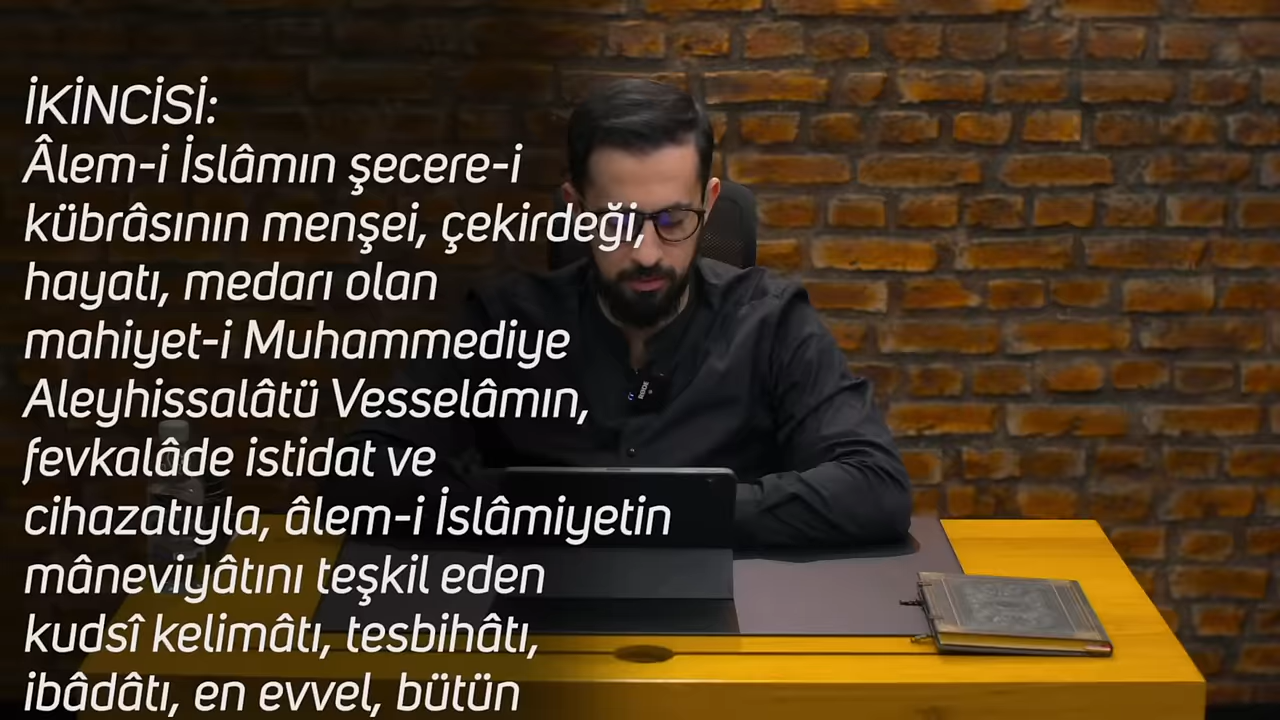 İKİNCİSİ:
Âlem-i İslâmın şecere-i
kübrâsının menşei, çekirdeği,
hayatı, medarı olan
mahiyet-i Muhammediye
Aleyhissalâtü Vesselâmın,
fevkalâde istidat ve
cihazatıyla, âlem-i İslâmiyetin
mâneviyâtını teşkil eden
kudsî kelimâtı, tesbihâtı,
ibâdâtı, en evvel, bütün
RODE